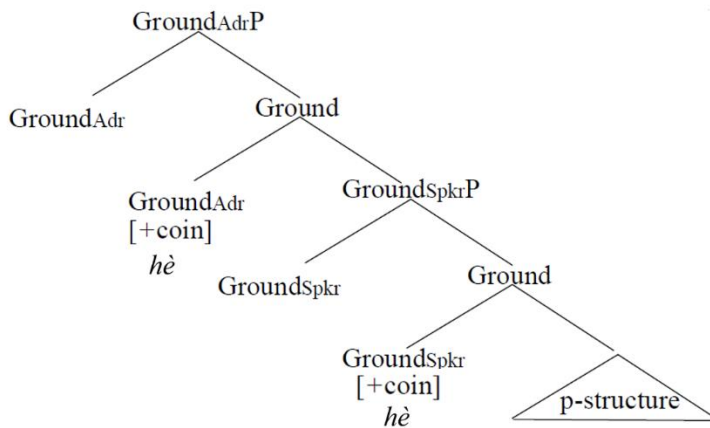 GroundAdrP
GroundAdr
Ground
GroundAdr
[+coin]
hè
GroundSpkrP
GroundSpkr
Ground
GroundSpkr
[+coin]
hè
p-structure